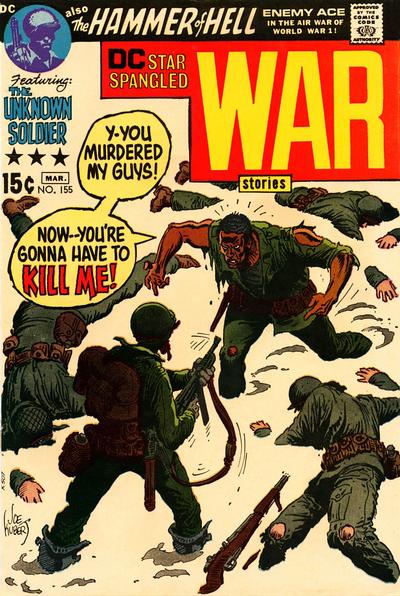 DC
also
The HAMMER of HELL
ENEMY ACE
IN THE AIR WAR OF
WORLD WAR 1!
APPROVED
BY THE
COMICS
CODE
AUTHORITY
Featuring:
THE
UNKNOWN
SOLDIER
15¢
MAR.
NO. 155
DC STAR
SPANGLED
WAR
stories
Y-YOU
MURDERED
MY GUYS!
NOW--YOU'RE
GONNA HAVE TO
KILL ME!
JOE
KUBERT